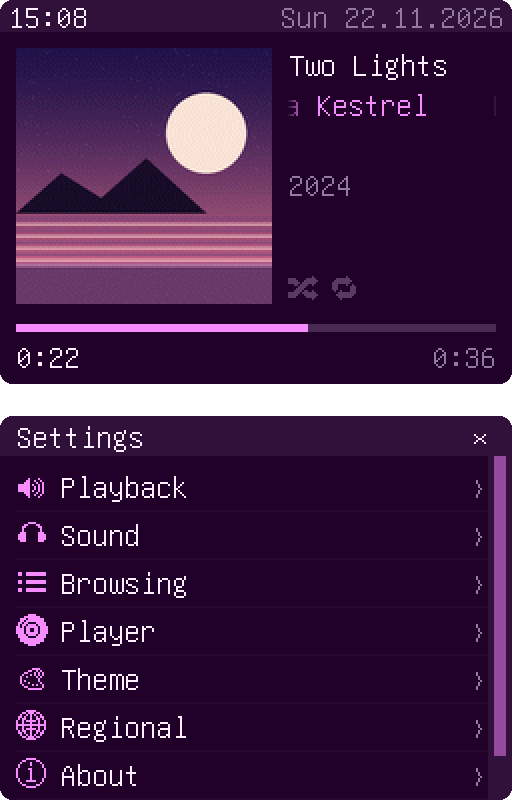 15:08 Sun 22.11.2026
Two Lights
Kestrel
2024
0:22 0:36
Settings ×
Playback
Sound
Browsing
Player
Theme
Regional
About